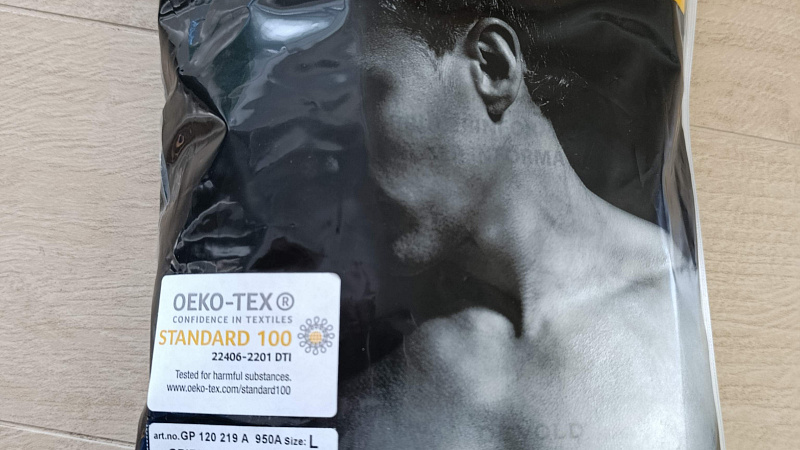 OEKO-TEX®
CONFIDENCE IN TEXTILES
STANDARD 100
22406-2201 DTI
Tested for harmful substances.
www.oeko-tex.com/standard100
art.no. GP 120 219 A 950A Size: L